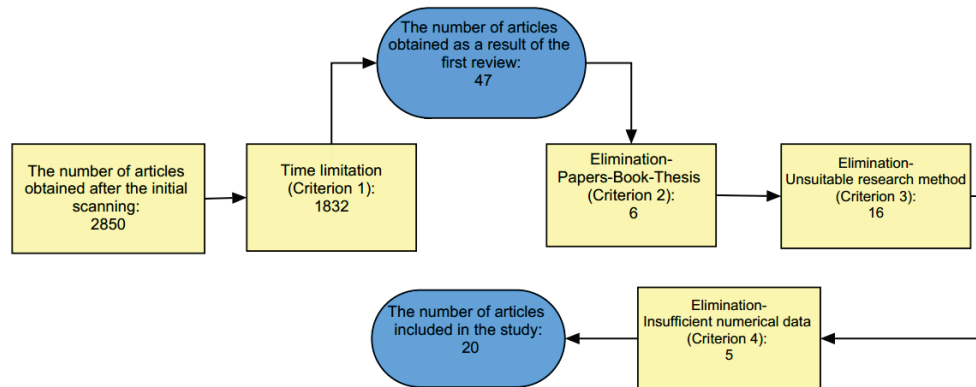 The number of articles
obtained as a result of the
first review:
47
The number of articles
obtained after the initial
scanning:
2850
Time limitation
(Criterion 1):
1832
Elimination-
Papers-Book-Thesis
(Criterion 2):
6
Elimination-
Unsuitable research method
(Criterion 3):
16
Elimination-
Insufficient numerical data
(Criterion 4):
5
The number of articles
included in the study:
20